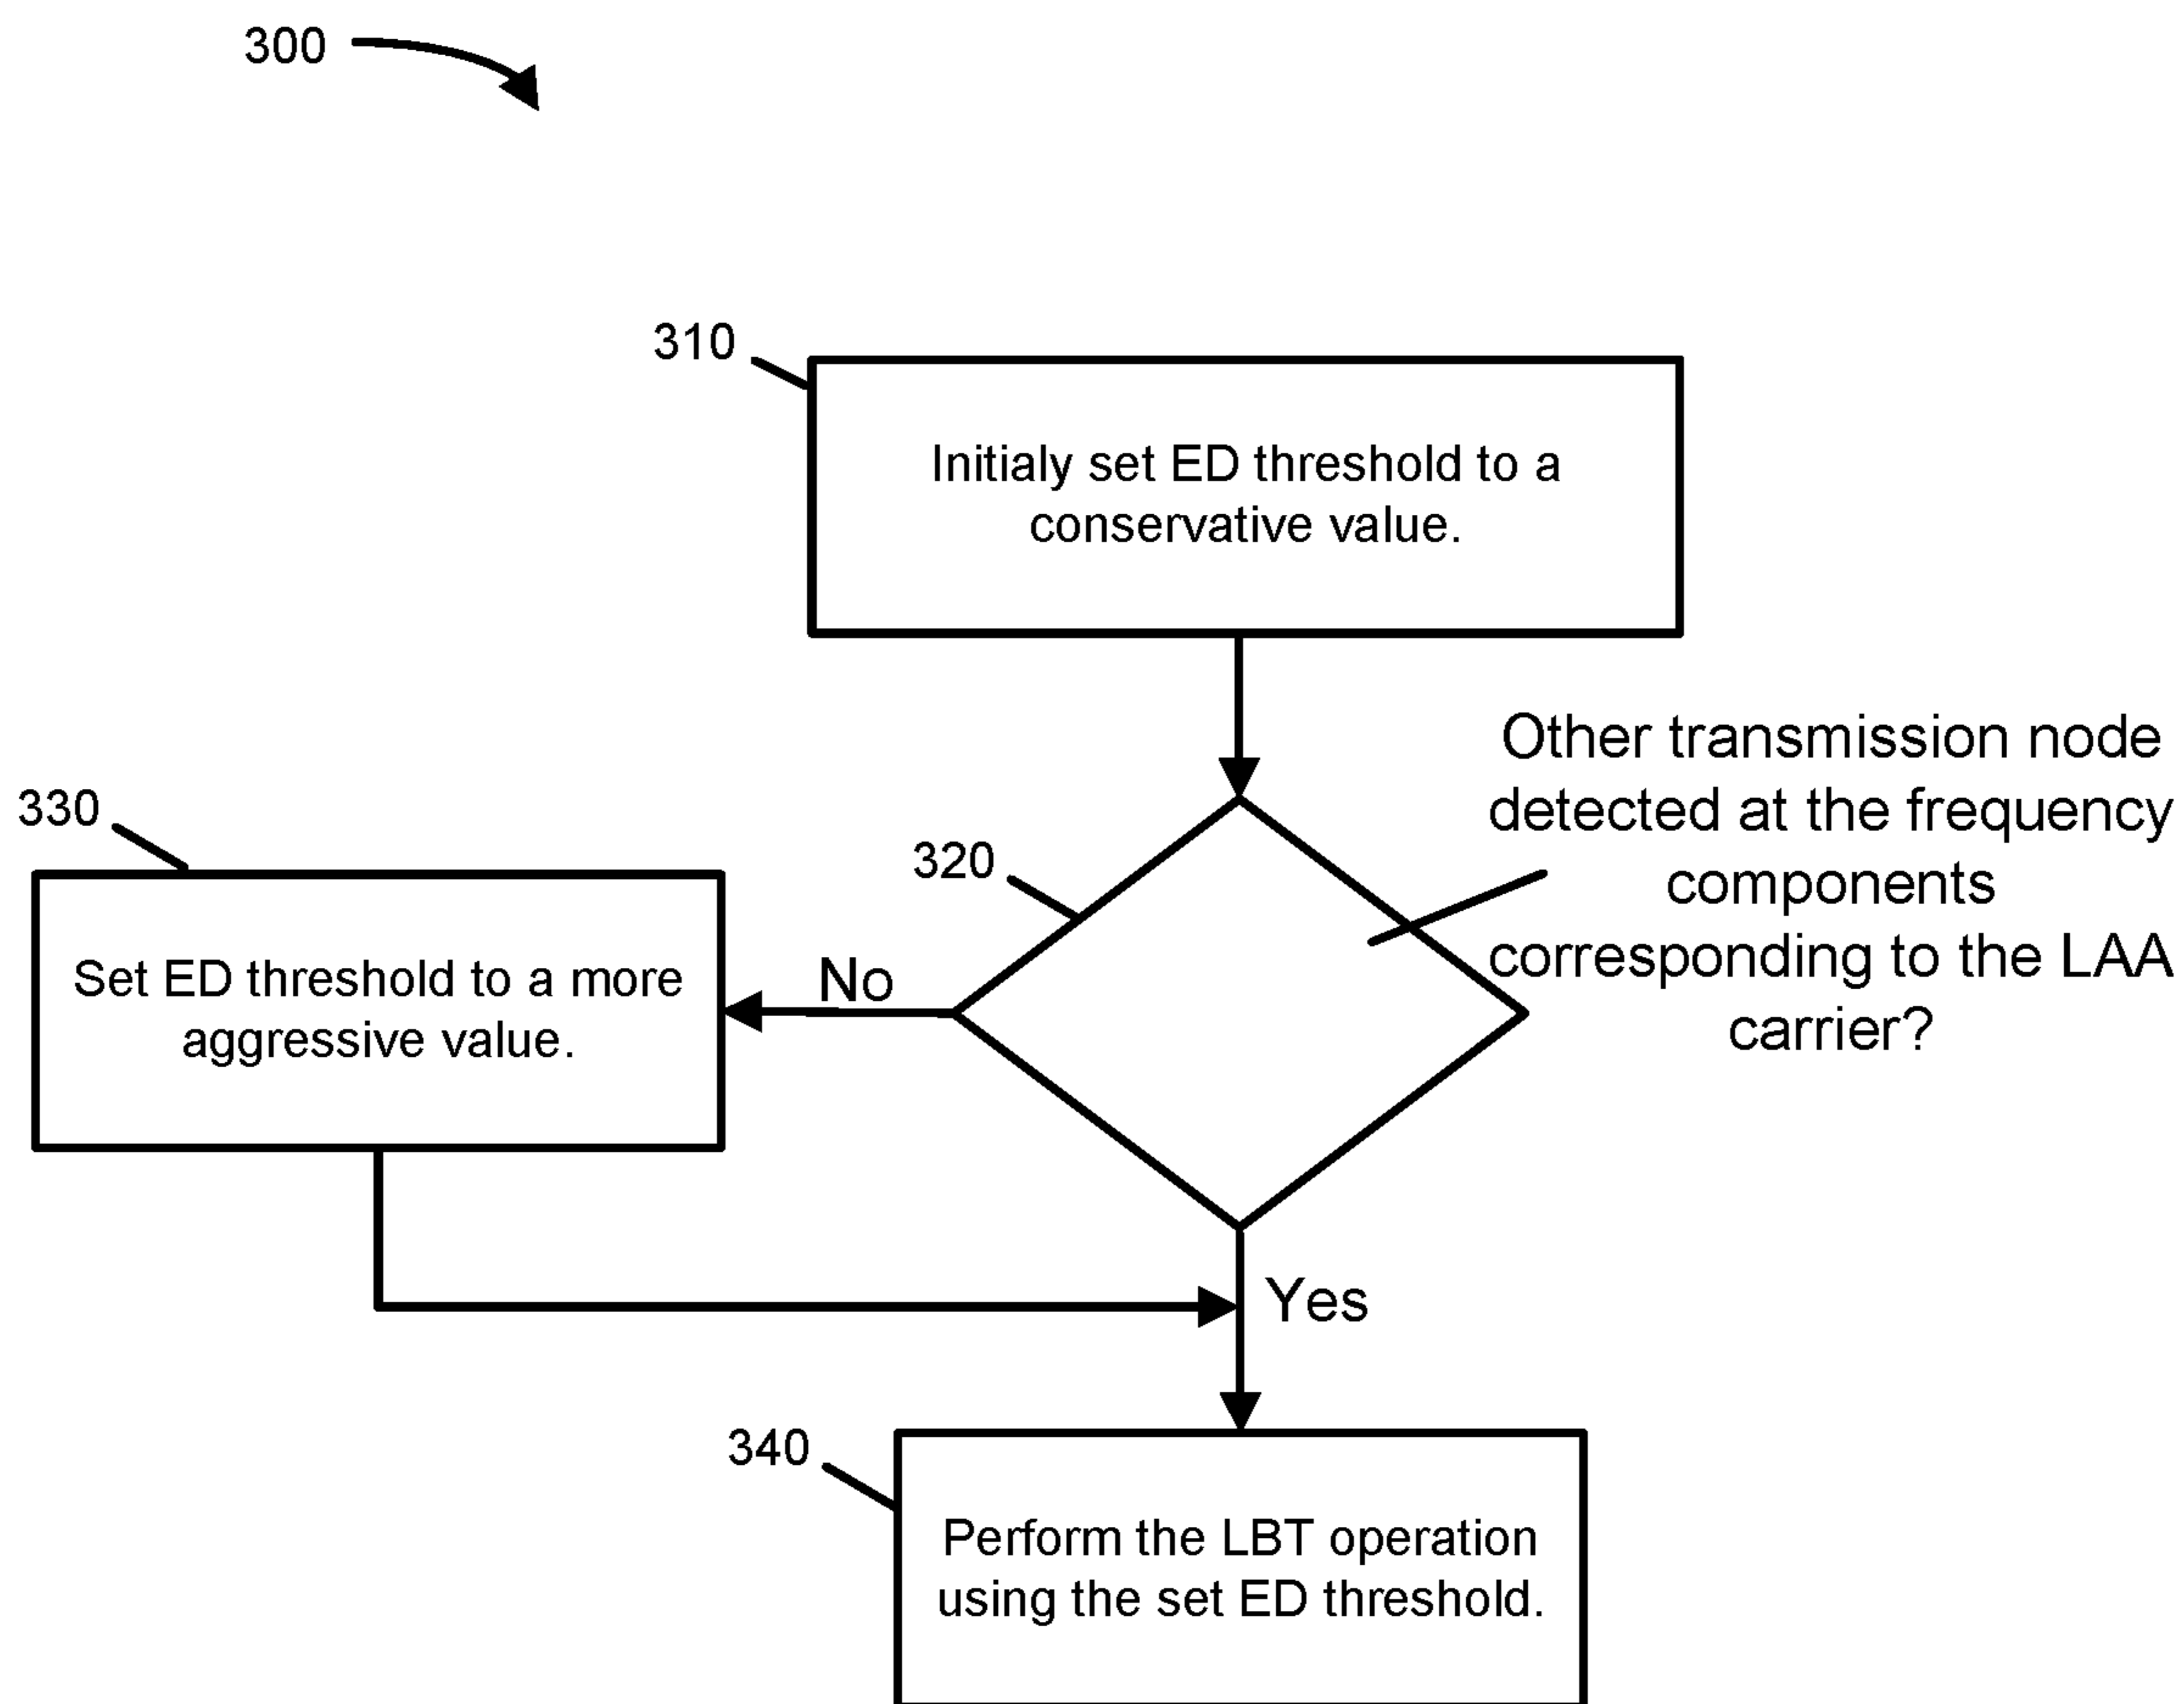 300
310
Initialy set ED threshold to a
conservative value.
Other transmission node
detected at the frequency
components
corresponding to the LAA
carrier?
320
330
No
Set ED threshold to a more
aggressive value.
Yes
340
Perform the LBT operation
using the set ED threshold.